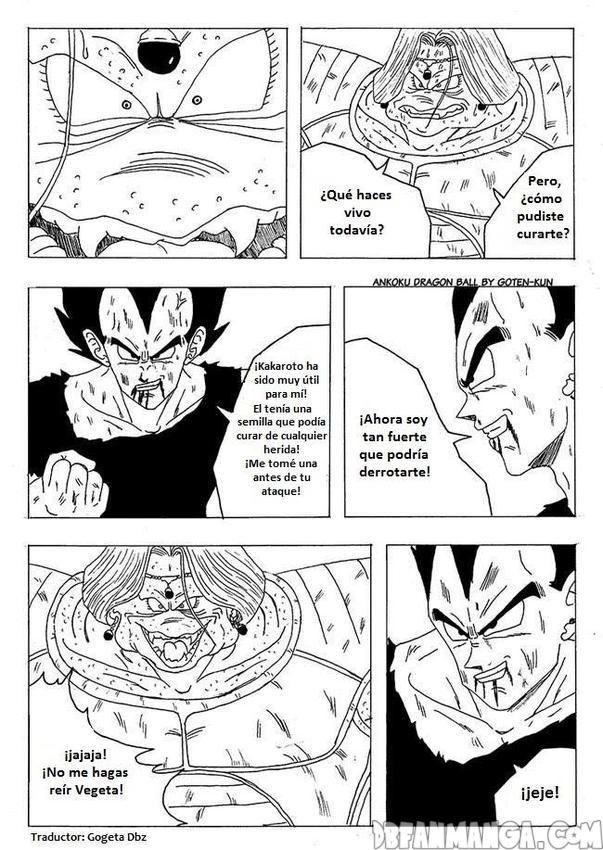 ¿Qué haces
vivo
todavía?
Pero,
¿cómo
pudiste
curarte?
ANKOKU DRAGON BALL BY GOTEN-KUN
¡Kakaroto ha
sido muy útil
para mí!
El tenía una
semilla que podía
curar de cualquier
herida!
¡Me tomé una
antes de tu
ataque!
¡Ahora soy
tan fuerte
que podría
derrotarte!
¡jajaja!
¡No me hagas
reír Vegeta!
¡jeje!
Traductor: Gogeta Dbz
DBFANMANGA.COM